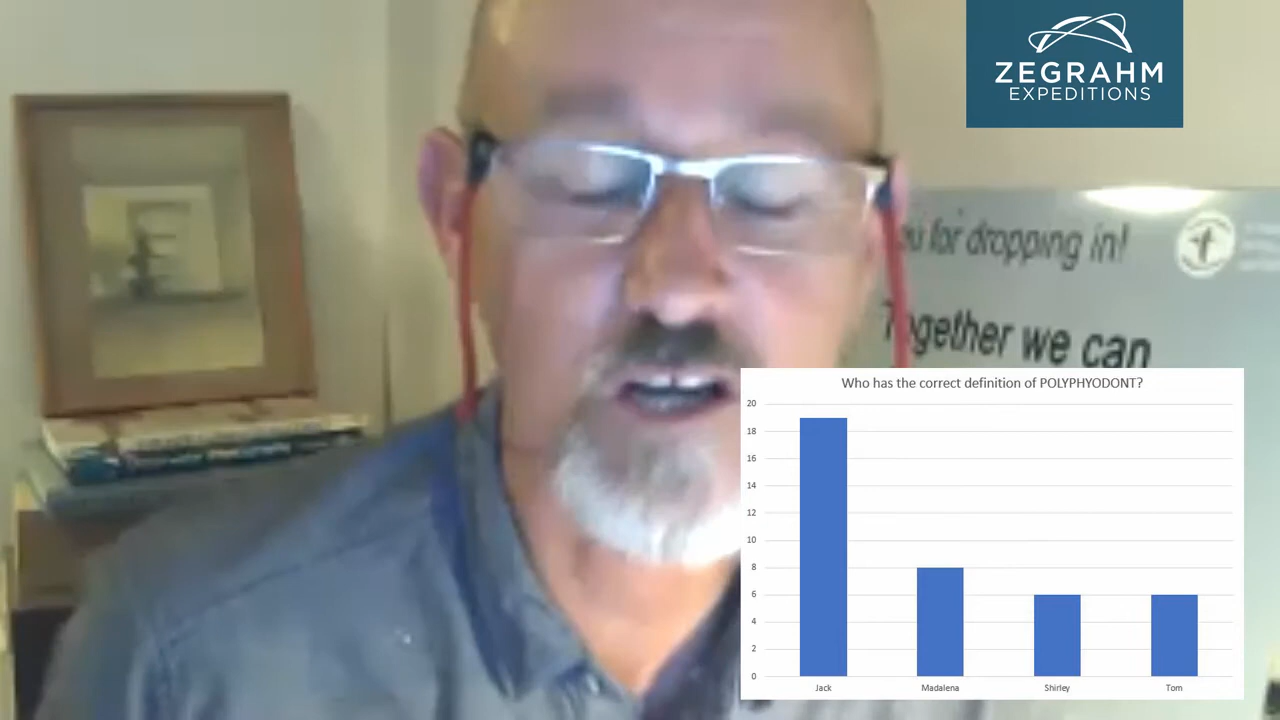 ZEGRAHM
EXPEDITIONS
for dropping in!
Together we can
Who has the correct definition of POLYPHYODONT?
20
18
16
14
12
10
8
6
4
2
0
Jack
Madalena
Shirley
Tom